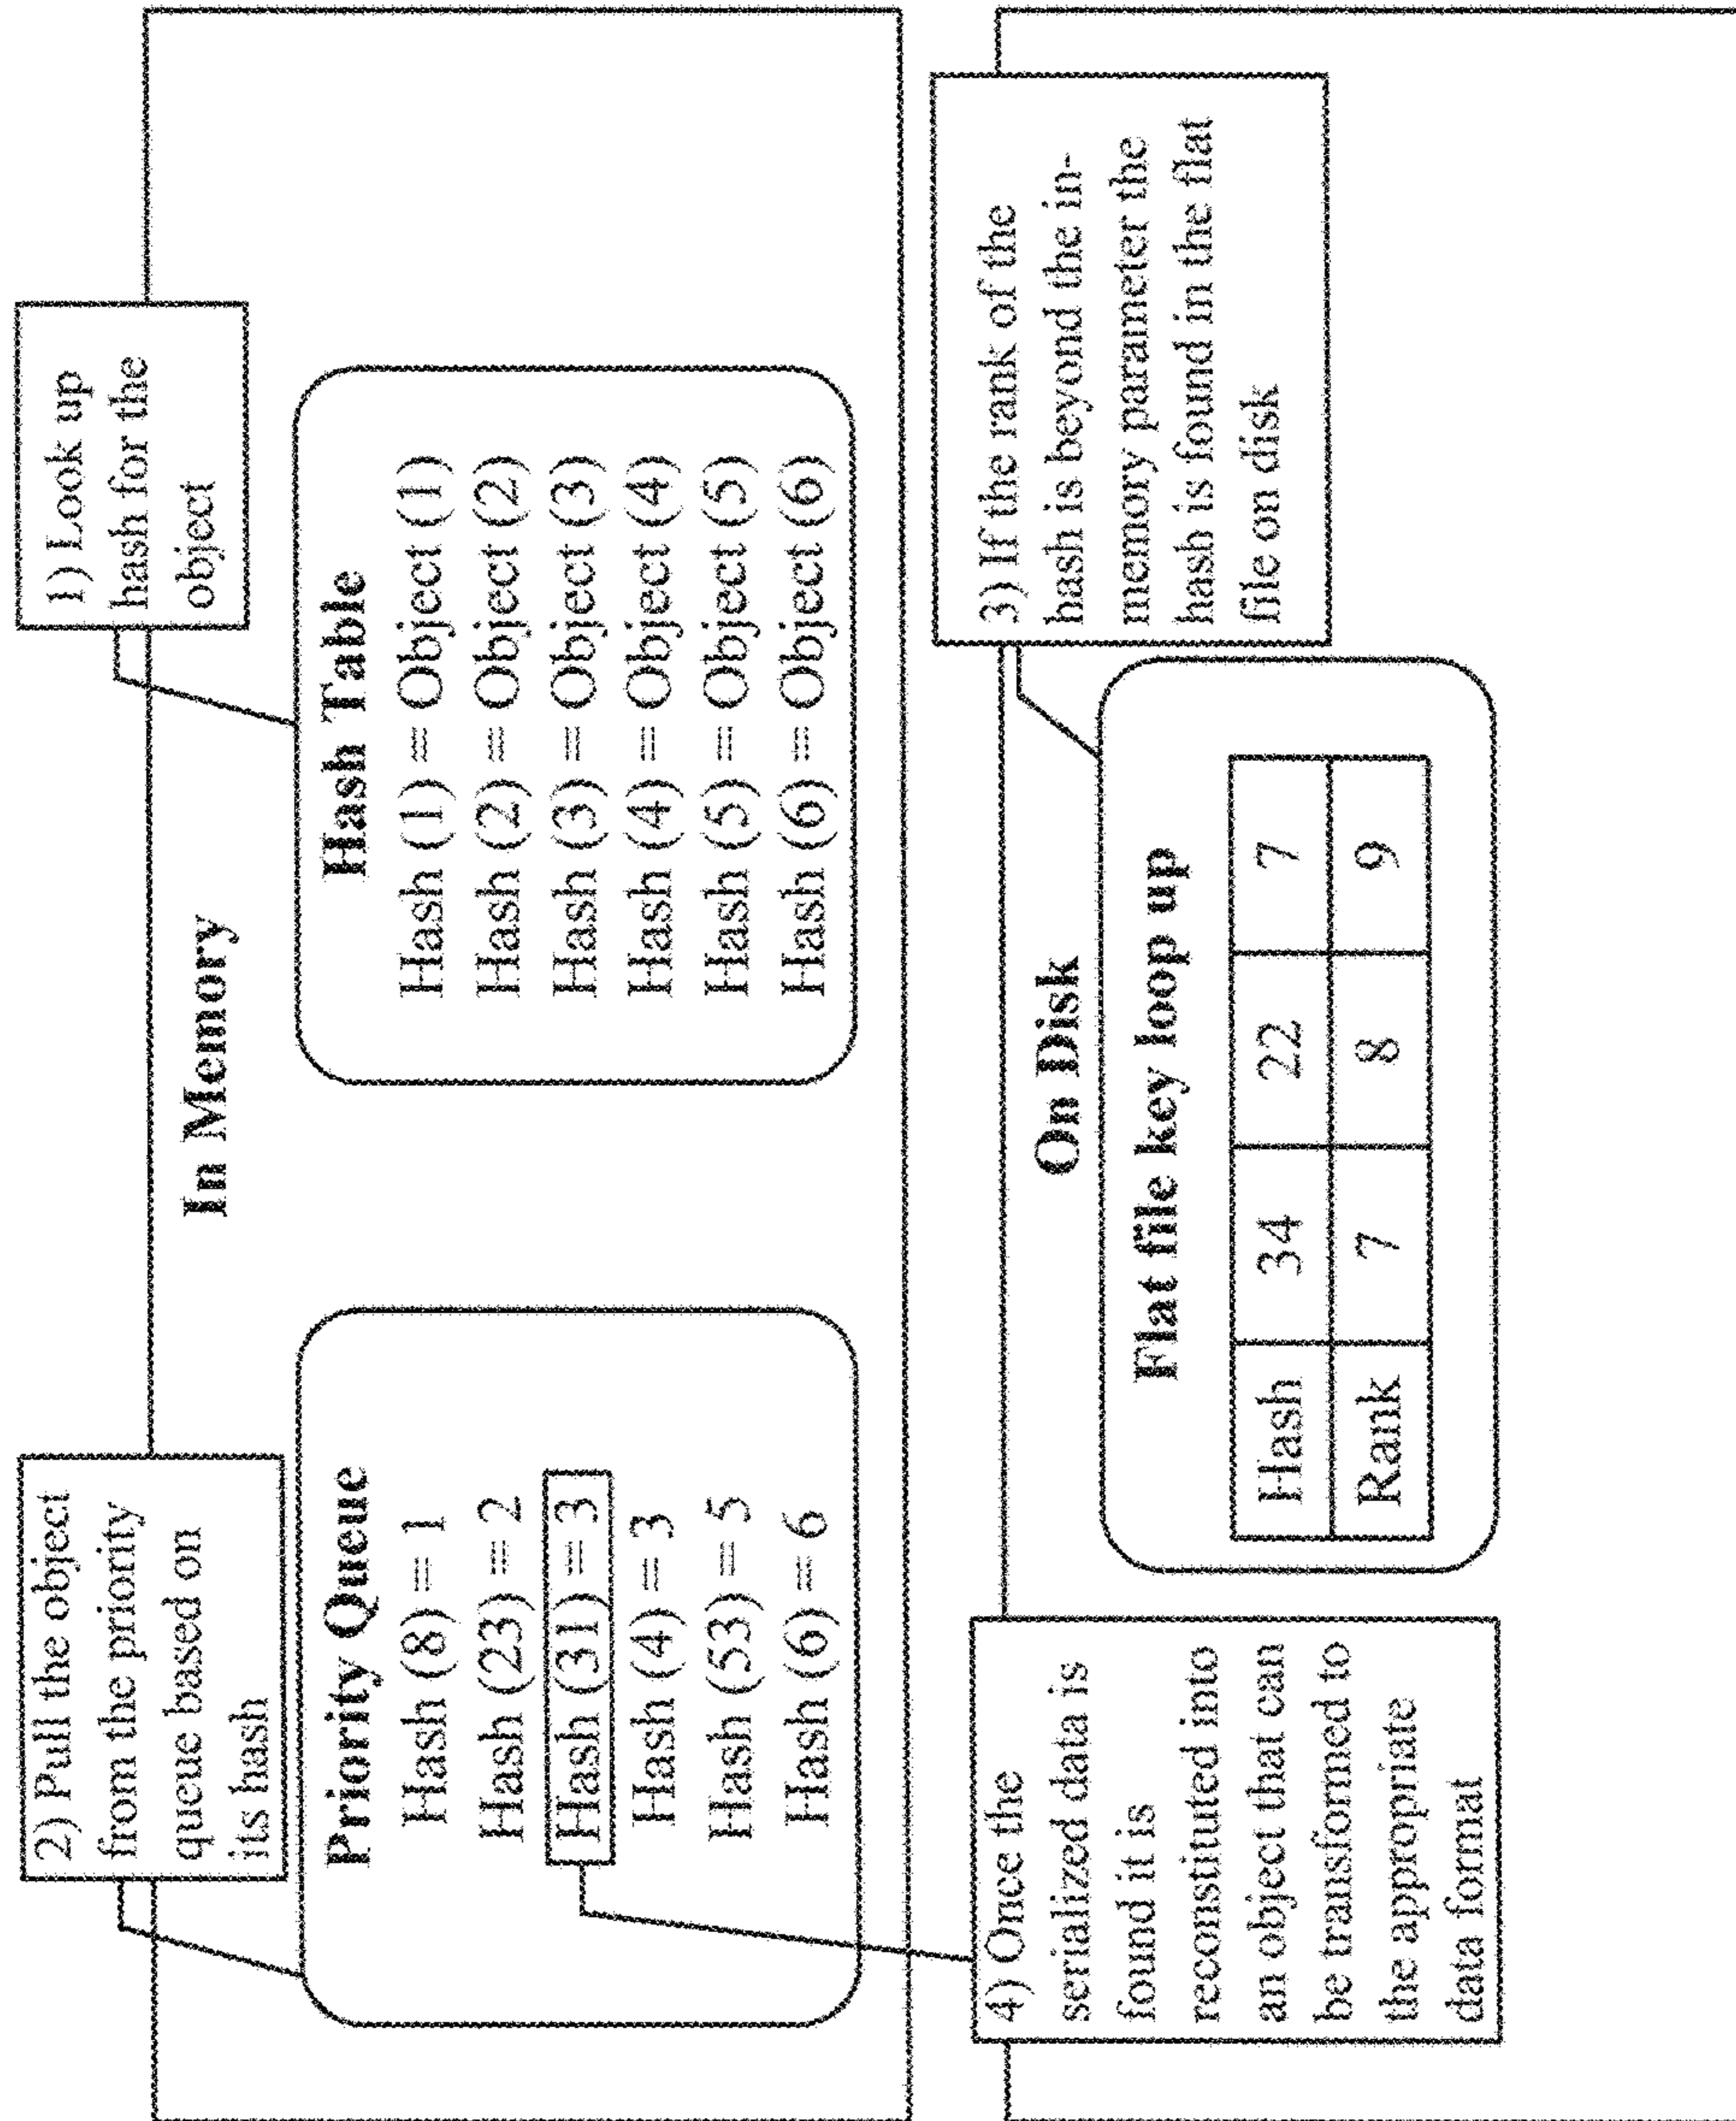 2) Pull the object
from the priority
queue based on
its hash
1) Look up
hash for the
object
In Memory
Priority Queue
Hash (8) = 1
Hash (23) = 2
Hash (31) = 3
Hash (4) = 3
Hash (53) = 5
Hash (6) = 6
Hash Table
Hash (1) = Object (1)
Hash (2) = Object (2)
Hash (3) = Object (3)
Hash (4) = Object (4)
Hash (5) = Object (5)
Hash (6) = Object (6)
4) Once the
serialized data is
found it is
reconstituted into
an object that can
be transformed to
the appropriate
data format
On Disk
Flat file key loop up
Hash 34 22 7
Rank 7 8 9
3) If the rank of the
hash is beyond the in-
memory parameter the
hash is found in the flat
file on disk